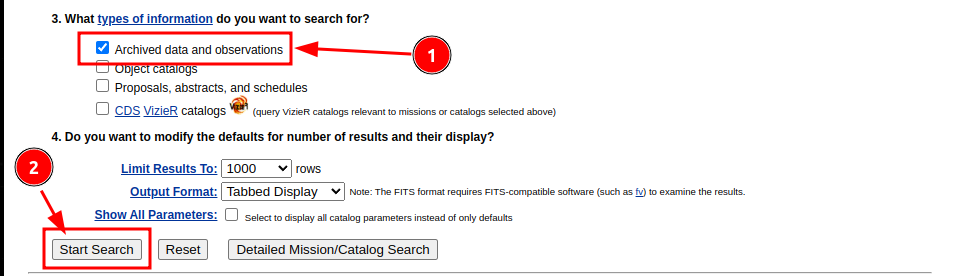 3. What types of information do you want to search for?
Archived data and observations
1
Object catalogs
Proposals, abstracts, and schedules
CDS VizieR catalogs (query VizieR catalogs relevant to missions or catalogs selected above)
4. Do you want to modify the defaults for number of results and their display?
2
Limit Results To: 1000 rows
Output Format: Tabbed Display Note: The FITS format requires FITS-compatible software (such as fv) to examine the results.
Show All Parameters: Select to display all catalog parameters instead of only defaults
Start Search Reset Detailed Mission/Catalog Search